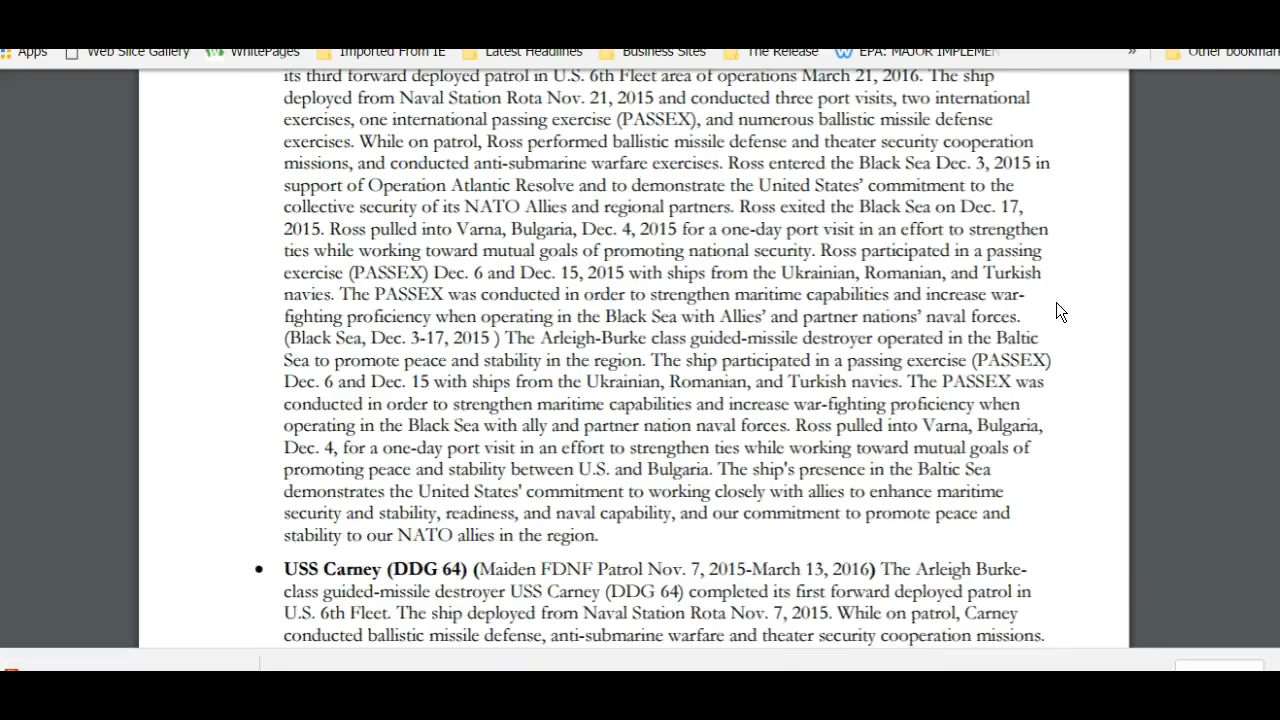 Apps Web Slice Gallery WhitePages Imported From IE Latest Headlines Business Sites The Release EPA: MAJOR IMPLEMEN » Other bookmar
its third forward deployed patrol in U.S. 6th Fleet area of operations March 21, 2016. The ship
deployed from Naval Station Rota Nov. 21, 2015 and conducted three port visits, two international
exercises, one international passing exercise (PASSEX), and numerous ballistic missile defense
exercises. While on patrol, Ross performed ballistic missile defense and theater security cooperation
missions, and conducted anti-submarine warfare exercises. Ross entered the Black Sea Dec. 3, 2015 in
support of Operation Atlantic Resolve and to demonstrate the United States’ commitment to the
collective security of its NATO Allies and regional partners. Ross exited the Black Sea on Dec. 17,
2015. Ross pulled into Varna, Bulgaria, Dec. 4, 2015 for a one-day port visit in an effort to strengthen
ties while working toward mutual goals of promoting national security. Ross participated in a passing
exercise (PASSEX) Dec. 6 and Dec. 15, 2015 with ships from the Ukrainian, Romanian, and Turkish
navies. The PASSEX was conducted in order to strengthen maritime capabilities and increase war-
fighting proficiency when operating in the Black Sea with Allies’ and partner nations’ naval forces.
(Black Sea, Dec. 3-17, 2015 ) The Arleigh-Burke class guided-missile destroyer operated in the Baltic
Sea to promote peace and stability in the region. The ship participated in a passing exercise (PASSEX)
Dec. 6 and Dec. 15 with ships from the Ukrainian, Romanian, and Turkish navies. The PASSEX was
conducted in order to strengthen maritime capabilities and increase war-fighting proficiency when
operating in the Black Sea with ally and partner nation naval forces. Ross pulled into Varna, Bulgaria,
Dec. 4, for a one-day port visit in an effort to strengthen ties while working toward mutual goals of
promoting peace and stability between U.S. and Bulgaria. The ship's presence in the Baltic Sea
demonstrates the United States' commitment to working closely with allies to enhance maritime
security and stability, readiness, and naval capability, and our commitment to promote peace and
stability to our NATO allies in the region.
• USS Carney (DDG 64) (Maiden FDNF Patrol Nov. 7, 2015-March 13, 2016) The Arleigh Burke-
class guided-missile destroyer USS Carney (DDG 64) completed its first forward deployed patrol in
U.S. 6th Fleet. The ship deployed from Naval Station Rota Nov. 7, 2015. While on patrol, Carney
conducted ballistic missile defense, anti-submarine warfare and theater security cooperation missions.